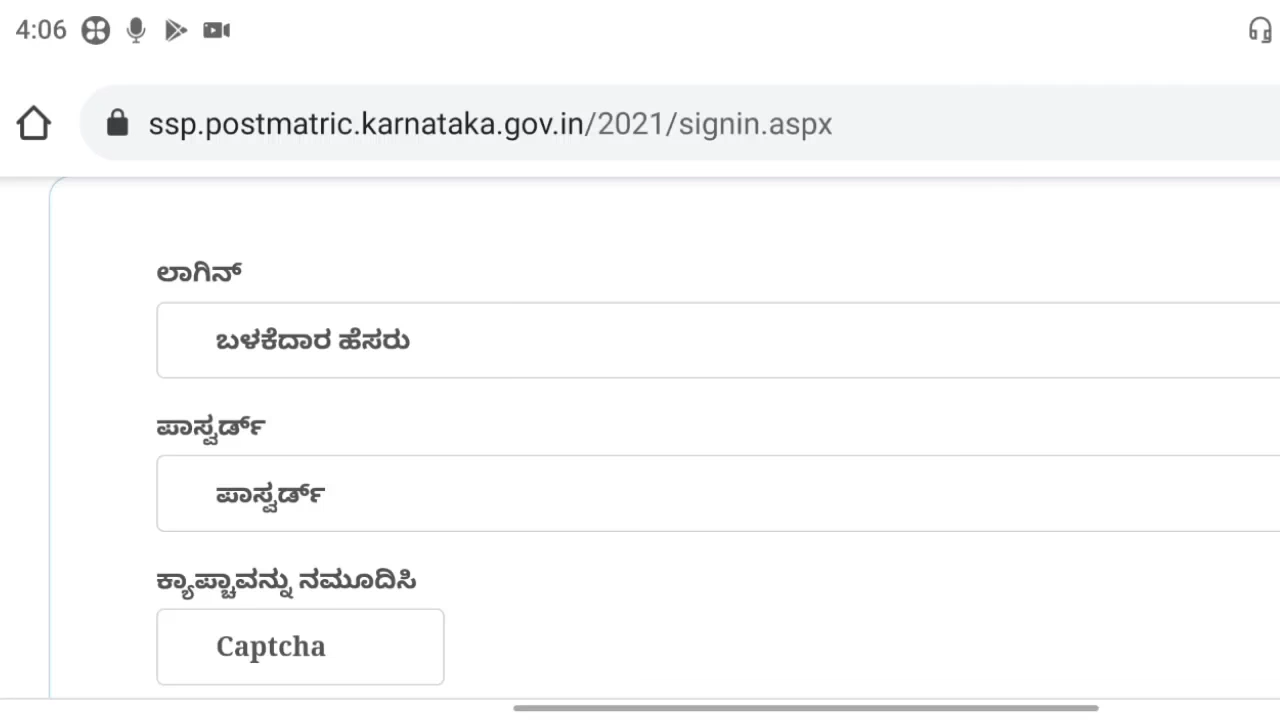 4:06
ssp.postmatric.karnataka.gov.in/2021/signin.aspx
ಲಾಗಿನ್
ಬಳಕೆದಾರ ಹೆಸರು
ಪಾಸ್ವರ್ಡ್
ಪಾಸ್ವರ್ಡ್
ಕ್ಯಾಪ್ಚಾವನ್ನು ನಮೂದಿಸಿ
Captcha